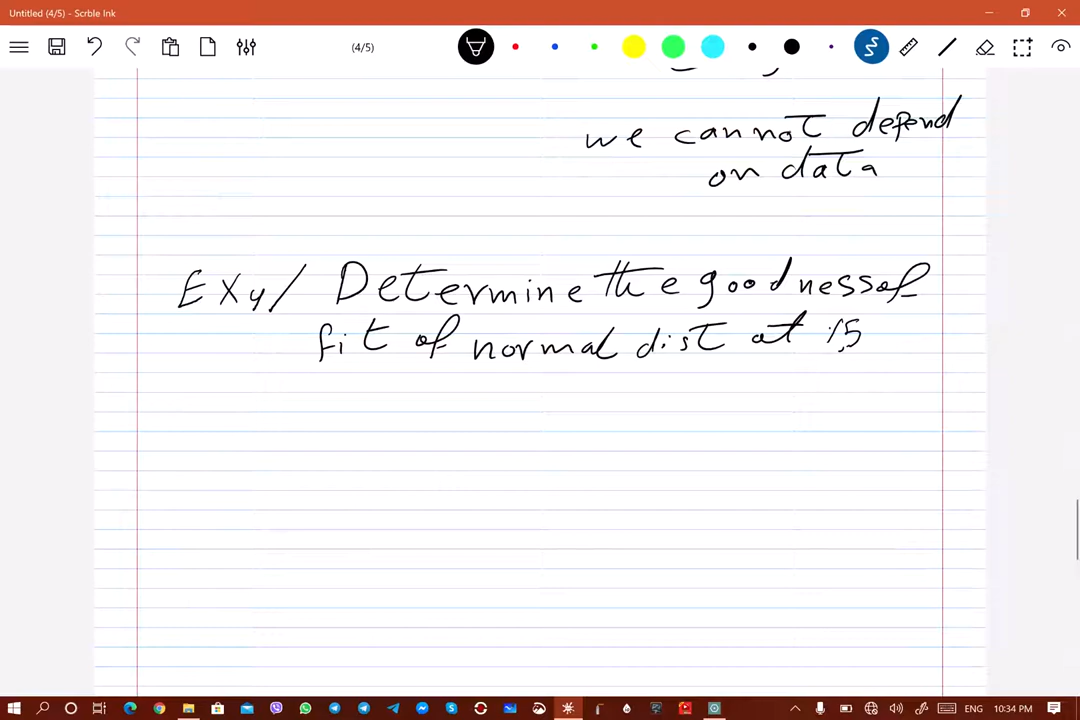 Untitled (4/5) - Scrble Ink
(4/5)
we cannot depend
on data
EX4/ Determine the goodness of
fit of normal dist at
ENG 10:34 PM